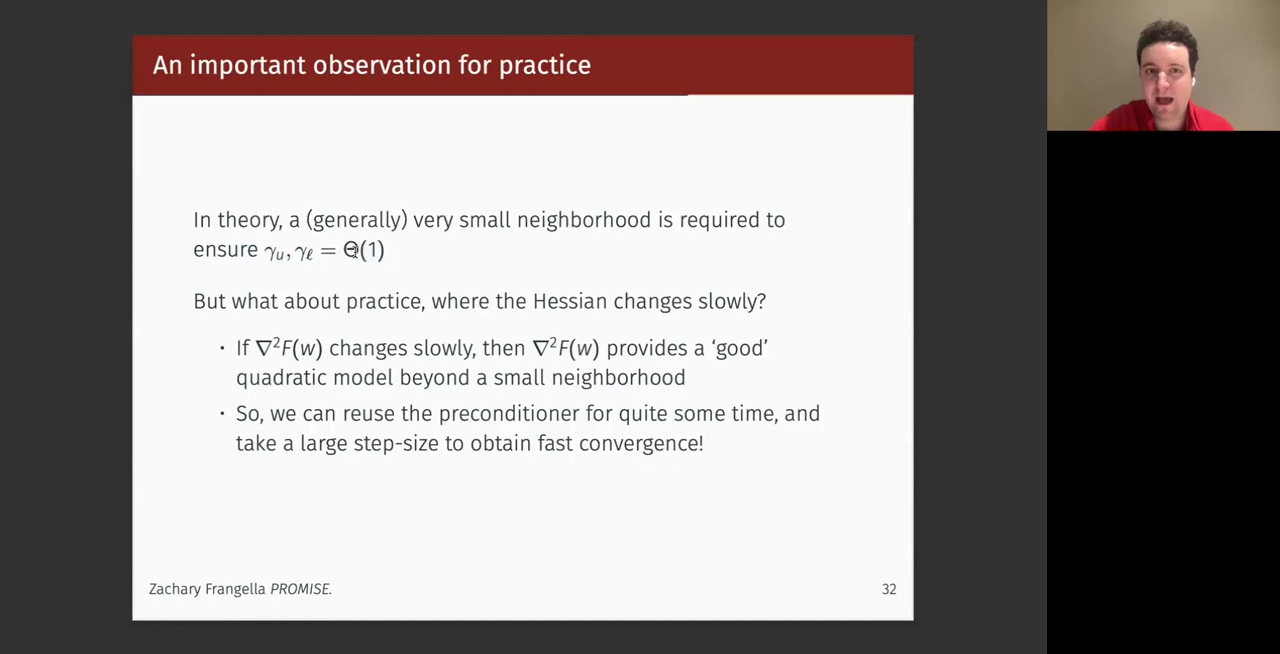 An important observation for practice
In theory, a (generally) very small neighborhood is required to
ensure γᵤ, γ_ℓ = Θ(1)
But what about practice, where the Hessian changes slowly?
· If ∇²F(w) changes slowly, then ∇²F(w) provides a ‘good’
quadratic model beyond a small neighborhood
· So, we can reuse the preconditioner for quite some time, and
take a large step-size to obtain fast convergence!
Zachary Frangella PROMISE.
32